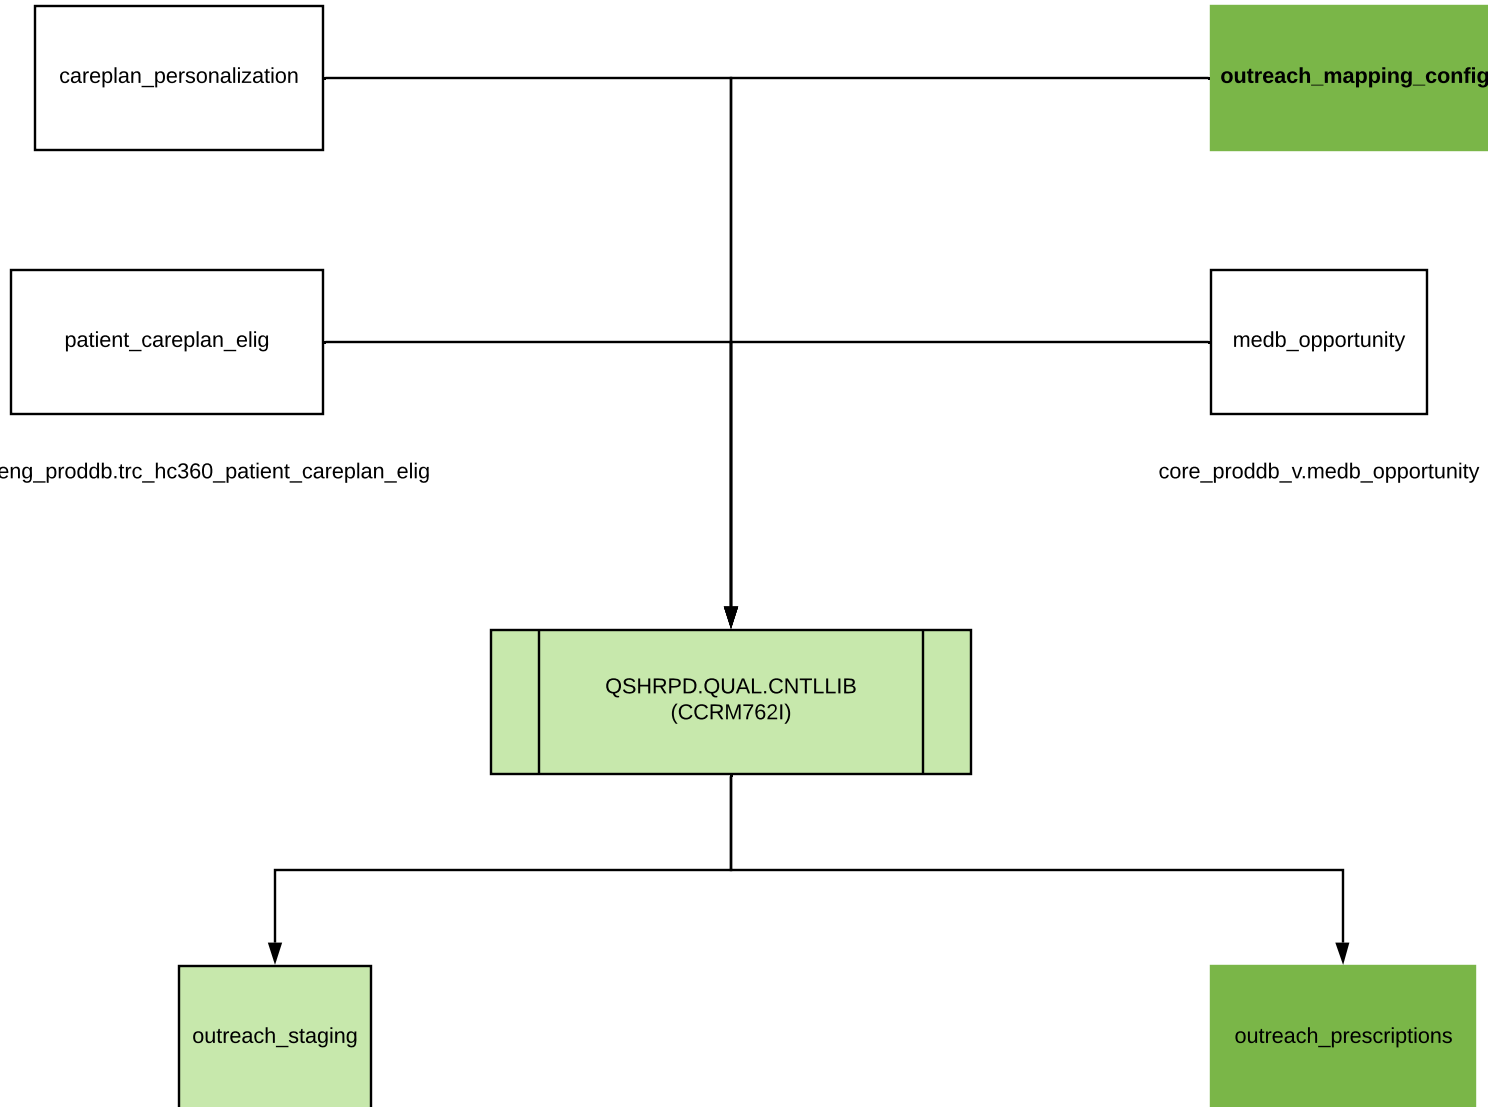 careplan_personalization
outreach_mapping_config
patient_careplan_elig
medb_opportunity
eng_proddb.trc_hc360_patient_careplan_elig
core_proddb_v.medb_opportunity
QSHRPD.QUAL.CNTLLIB
(CCRM762I)
outreach_staging
outreach_prescriptions